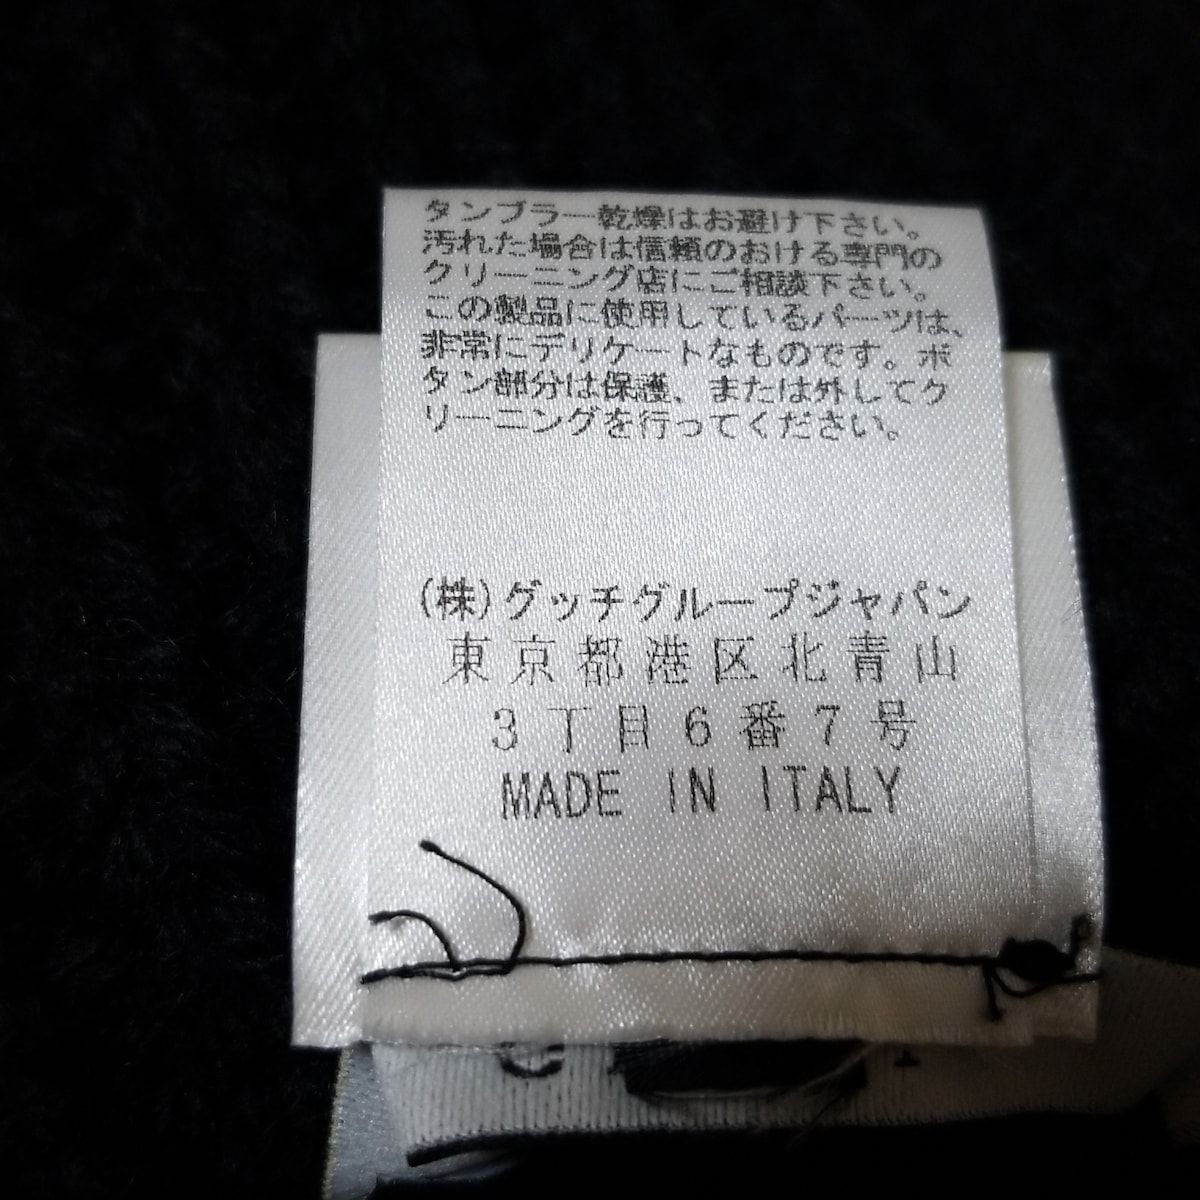 タンブラー乾燥はお避け下さい。
汚れた場合は信頼のおける専門の
クリーニング店にご相談下さい。
この製品に使用しているパーツは、
非常にデリケートなものです。ボ
タン部分は保護、または外してク
リーニングを行ってください。
(株)グッチグループジャパン
東京都港区北青山
3丁目6番7号
MADE IN ITALY